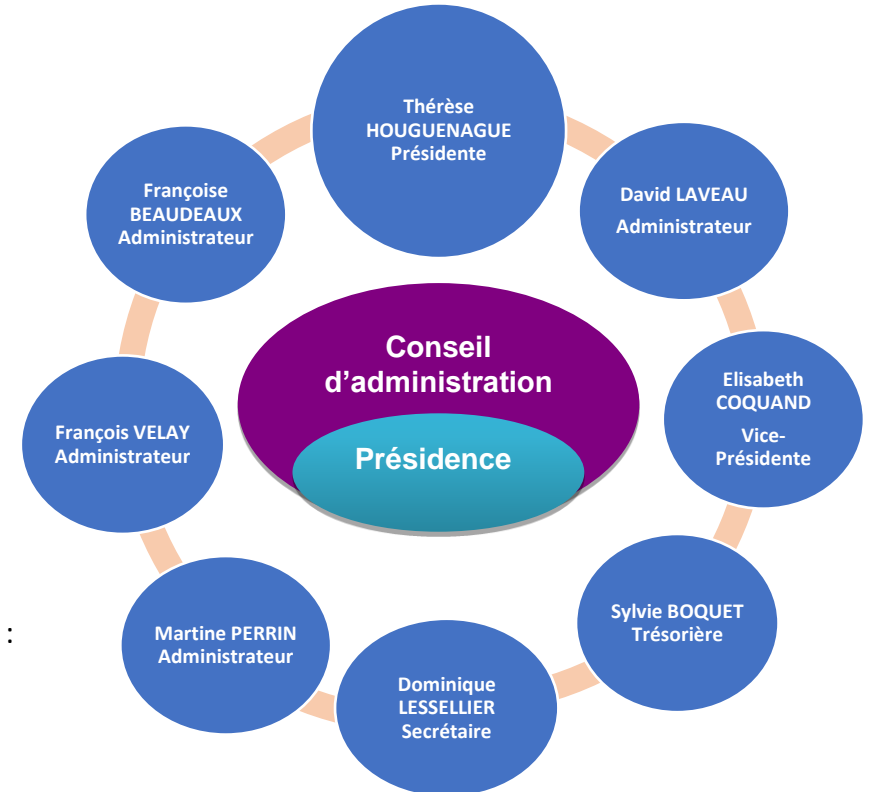 Thérèse
HOUGUENAGUE
Présidente
David LAVEAU
Administrateur
Elisabeth
COQUAND
Vice-
Présidente
Sylvie BOQUET
Trésorière
Dominique
LESSELLIER
Secrétaire
Martine PERRIN
Administrateur
François VELAY
Administrateur
Françoise
BEAUDEAUX
Administrateur
Conseil
d’administration
Présidence
: